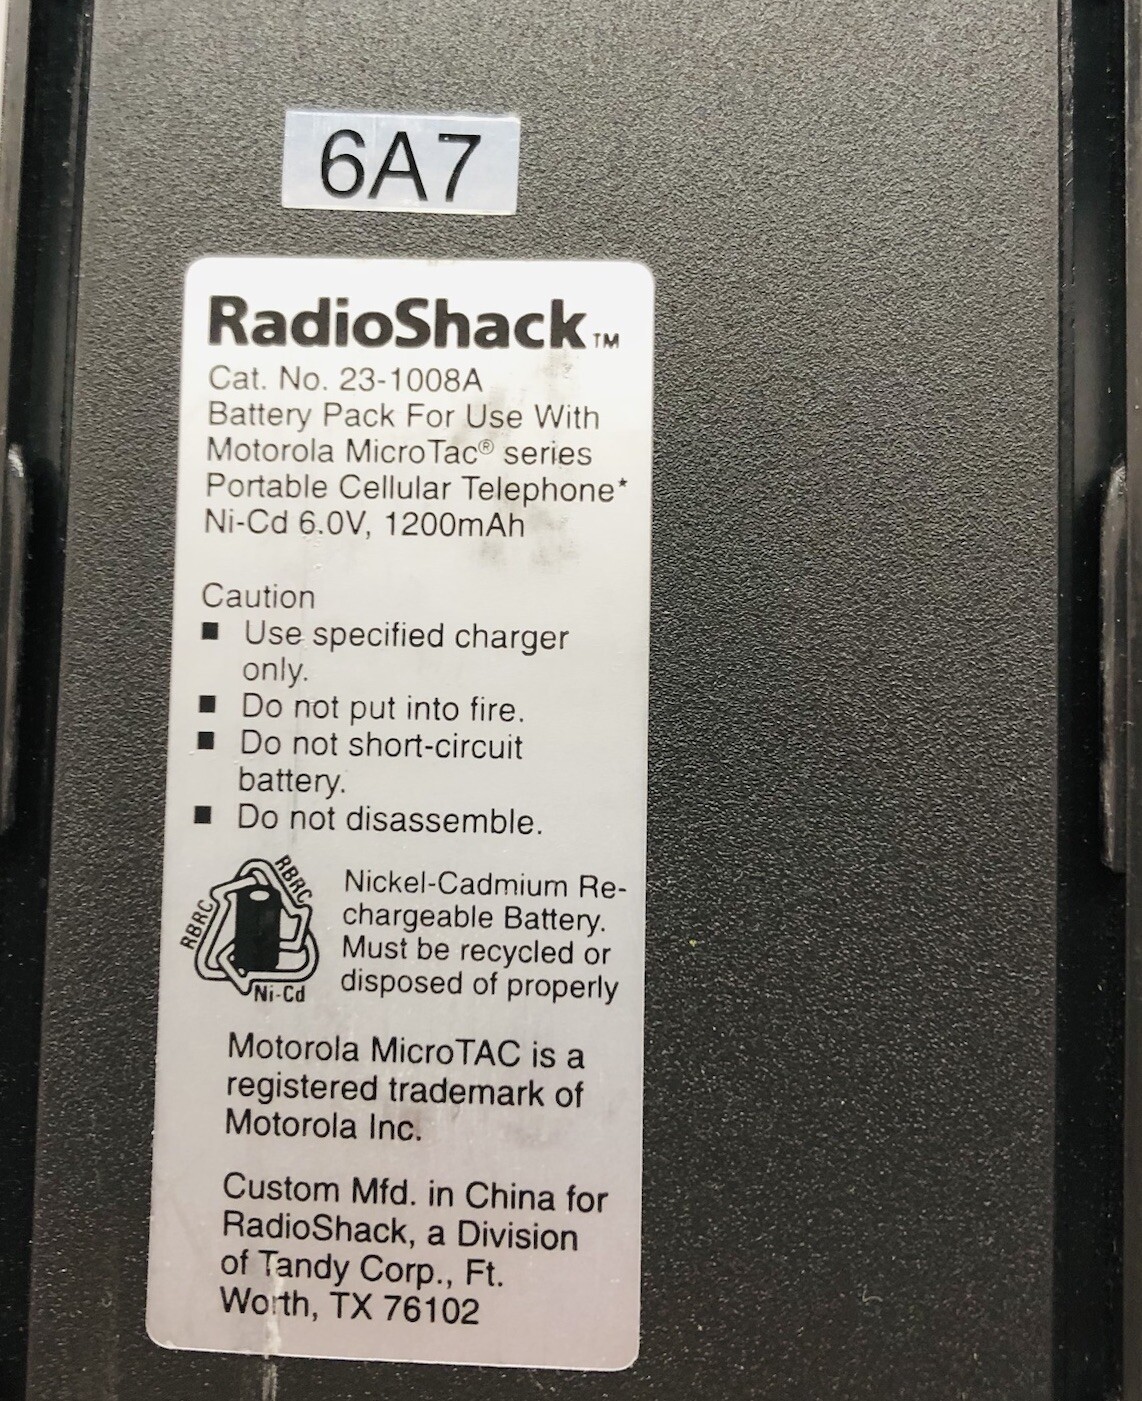 6A7
RadioShack™
Cat. No. 23-1008A
Battery Pack For Use With
Motorola MicroTac® series
Portable Cellular Telephone*
Ni-Cd 6.0V, 1200mAh
Caution
■ Use specified charger
only.
■ Do not put into fire.
■ Do not short-circuit
battery.
■ Do not disassemble.
RBRC
RBRC
Ni-Cd
Nickel-Cadmium Re-
chargeable Battery.
Must be recycled or
disposed of properly
Motorola MicroTAC is a
registered trademark of
Motorola Inc.
Custom Mfd. in China for
RadioShack, a Division
of Tandy Corp., Ft.
Worth, TX 76102